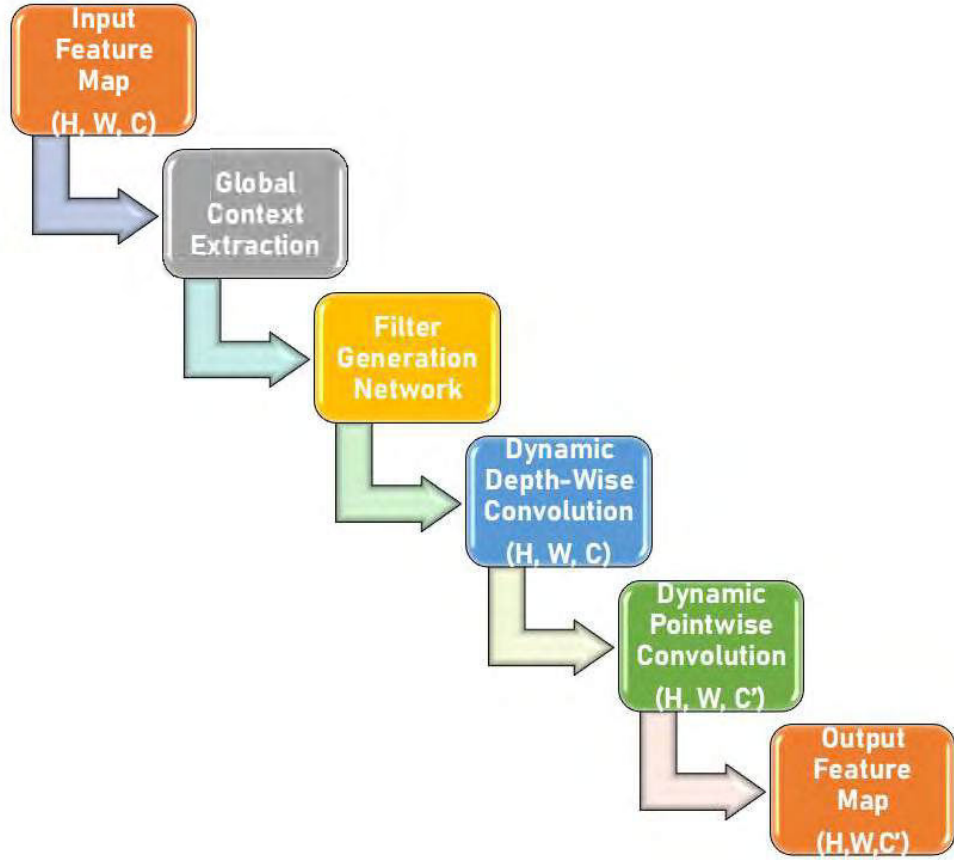 Input
Feature
Map
(H, W, C)
Global
Context
Extraction
Filter
Generation
Network
Dynamic
Depth-Wise
Convolution
(H, W, C)
Dynamic
Pointwise
Convolution
(H, W, C')
Output
Feature
Map
(H,W,C')